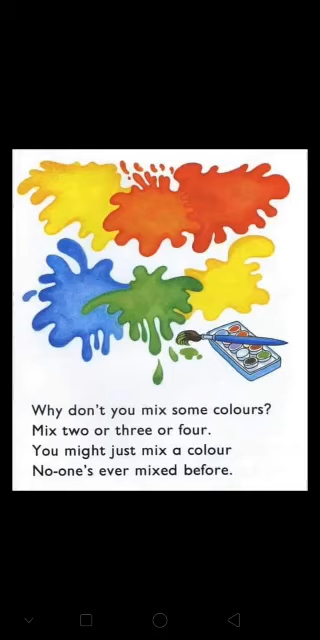 Why don't you mix some colours?
Mix two or three or four.
You might just mix a colour
No-one's ever mixed before.